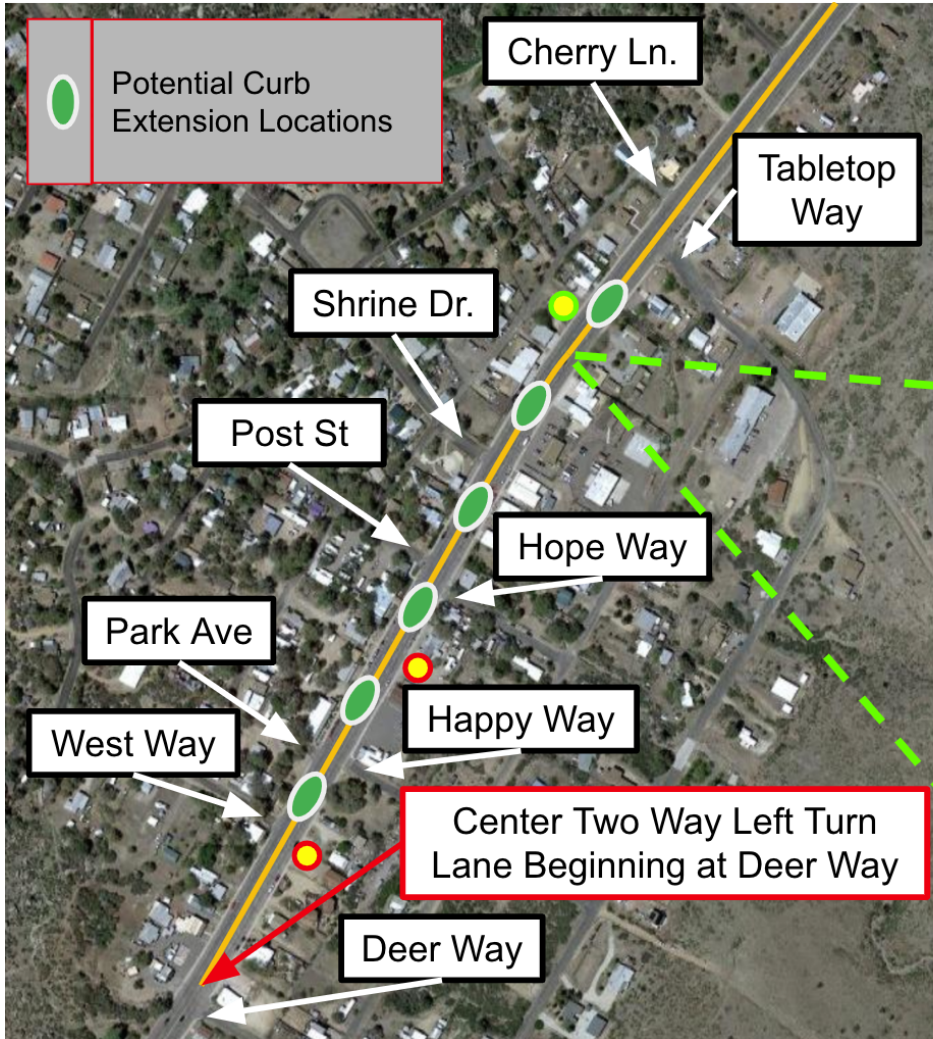 Potential Curb
Extension Locations
Cherry Ln.
Tabletop
Way
Shrine Dr.
Post St
Hope Way
Park Ave
West Way
Happy Way
Center Two Way Left Turn
Lane Beginning at Deer Way
Deer Way